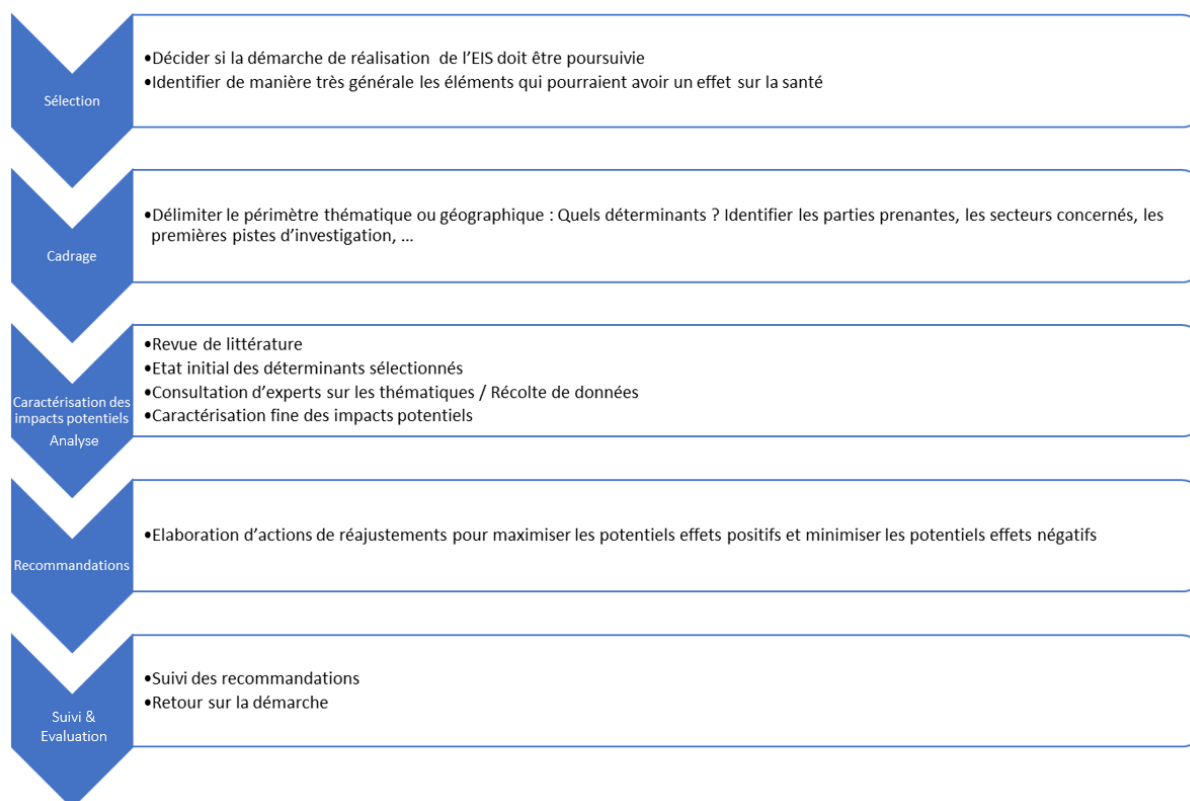 Sélection
•Décider si la démarche de réalisation de l’EIS doit être poursuivie
•Identifier de manière très générale les éléments qui pourraient avoir un effet sur la santé
Cadrage
•Délimiter le périmètre thématique ou géographique : Quels déterminants ? Identifier les parties prenantes, les secteurs concernés, les
premières pistes d’investigation, ...
Caractérisation des
impacts potentiels
Analyse
•Revue de littérature
•Etat initial des déterminants sélectionnés
•Consultation d’experts sur les thématiques / Récolte de données
•Caractérisation fine des impacts potentiels
Recommandations
•Elaboration d’actions de réajustements pour maximiser les potentiels effets positifs et minimiser les potentiels effets négatifs
Suivi &
Evaluation
•Suivi des recommandations
•Retour sur la démarche